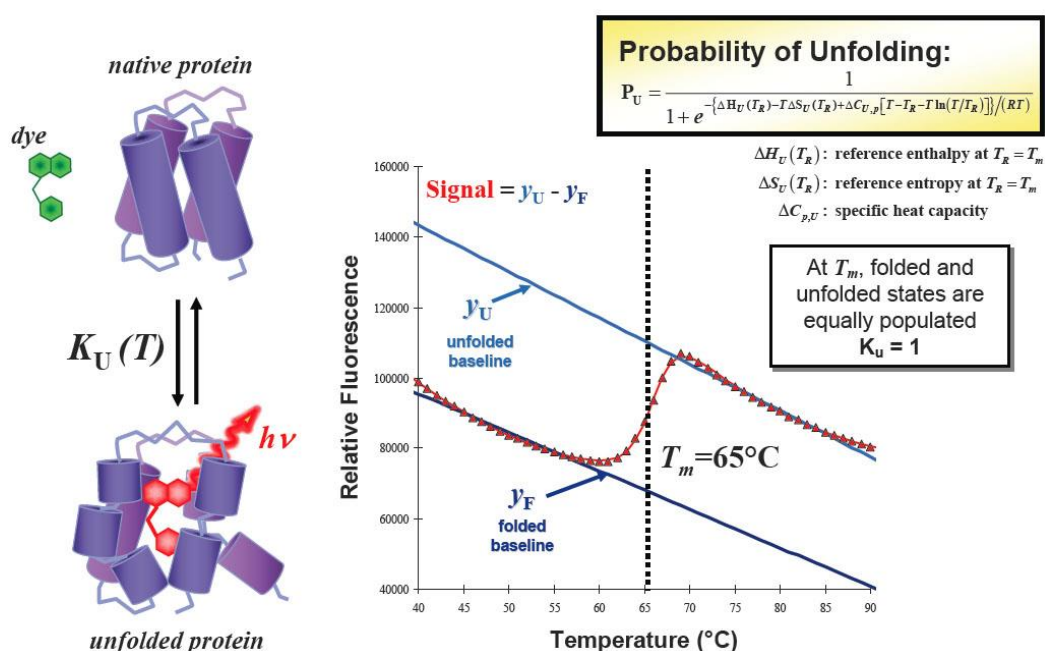 native protein
dye
K_U (T)
hν
unfolded protein
Probability of Unfolding:
P_U = 1 / (1 + e^(-{ΔH_U(T_R)-TΔS_U(T_R)+ΔC_U,p[T-T_R-T ln(T/T_R)]}/(RT)))
ΔH_U(T_R): reference enthalpy at T_R = T_m
ΔS_U(T_R): reference entropy at T_R = T_m
ΔC_p,U: specific heat capacity
At T_m, folded and
unfolded states are
equally populated
K_u = 1
Signal = y_U - y_F
y_U
unfolded
baseline
T_m=65°C
y_F
folded
baseline
Relative Fluorescence
160000
140000
120000
100000
80000
60000
40000
40 45 50 55 60 65 70 75 80 85 90
Temperature (°C)